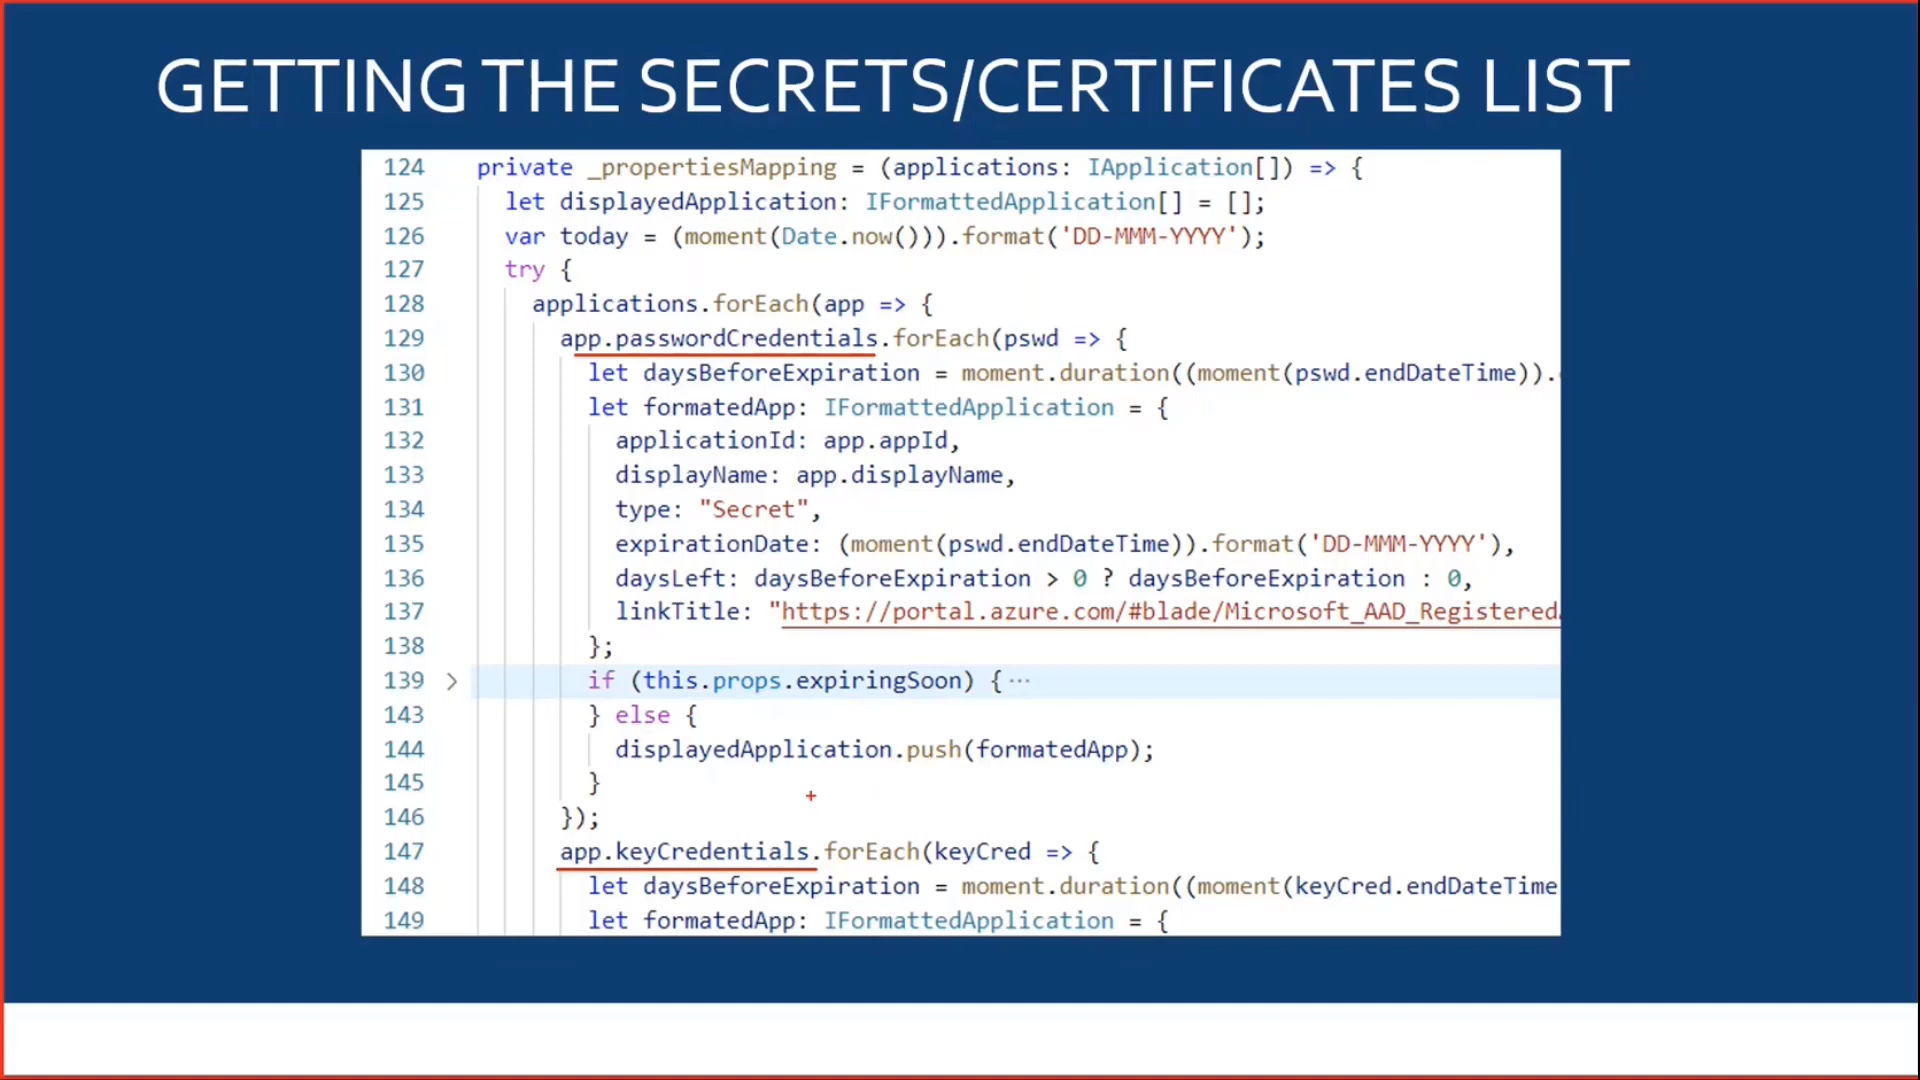 GETTING THE SECRETS/CERTIFICATES LIST
124 private _propertiesMapping = (applications: IApplication[]) => {
125 let displayedApplication: IFormattedApplication[] = [];
126 var today = (moment(Date.now())).format('DD-MMM-YYYY');
127 try {
128 applications.forEach(app => {
129 app.passwordCredentials.forEach(pswd => {
130 let daysBeforeExpiration = moment.duration((moment(pswd.endDateTime)).
131 let formatedApp: IFormattedApplication = {
132 applicationId: app.appId,
133 displayName: app.displayName,
134 type: "Secret",
135 expirationDate: (moment(pswd.endDateTime)).format('DD-MMM-YYYY'),
136 daysLeft: daysBeforeExpiration > 0 ? daysBeforeExpiration : 0,
137 linkTitle: "https://portal.azure.com/#blade/Microsoft_AAD_Registered
138 };
139 > if (this.props.expiringSoon) { ···
143 } else {
144 displayedApplication.push(formatedApp);
145 }
146 });
147 app.keyCredentials.forEach(keyCred => {
148 let daysBeforeExpiration = moment.duration((moment(keyCred.endDateTime
149 let formatedApp: IFormattedApplication = {